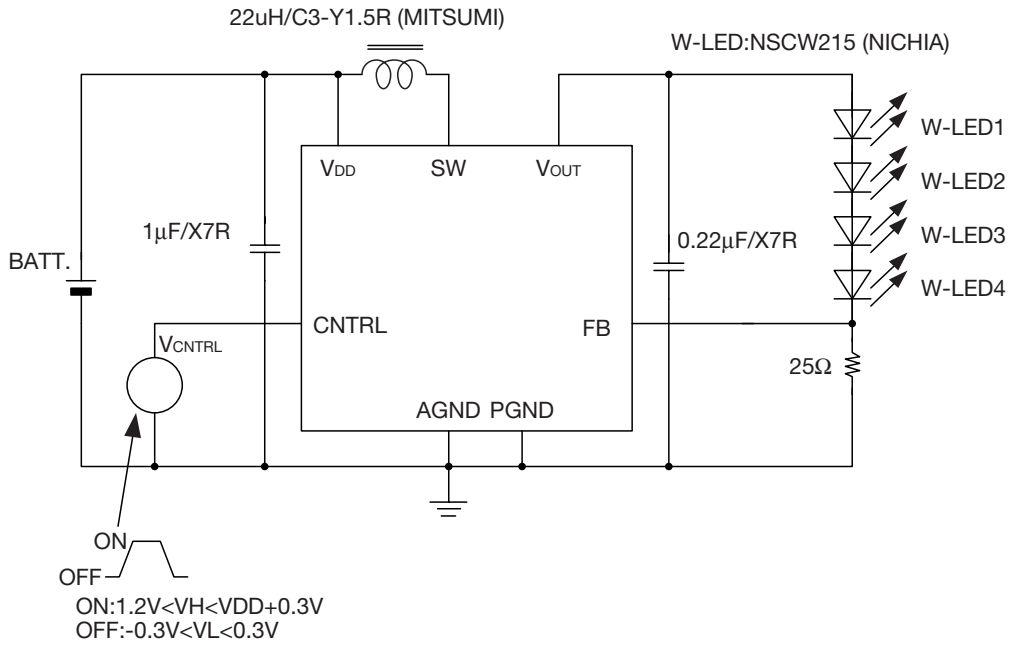 22uH/C3-Y1.5R (MITSUMI)
W-LED:NSCW215 (NICHIA)
VDD
SW
VOUT
W-LED1
W-LED2
W-LED3
W-LED4
1μF/X7R
0.22μF/X7R
BATT.
CNTRL
FB
VCNTRL
25Ω
AGND PGND
ON
OFF
ON:1.2V<VH<VDD+0.3V
OFF:-0.3V<VL<0.3V